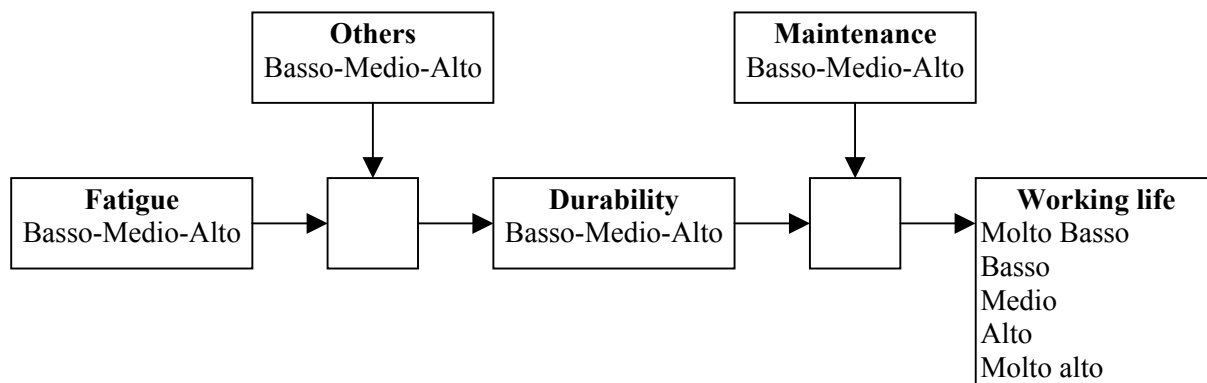 Others
Basso-Medio-Alto
Maintenance
Basso-Medio-Alto
Fatigue
Basso-Medio-Alto
Durability
Basso-Medio-Alto
Working life
Molto Basso
Basso
Medio
Alto
Molto alto